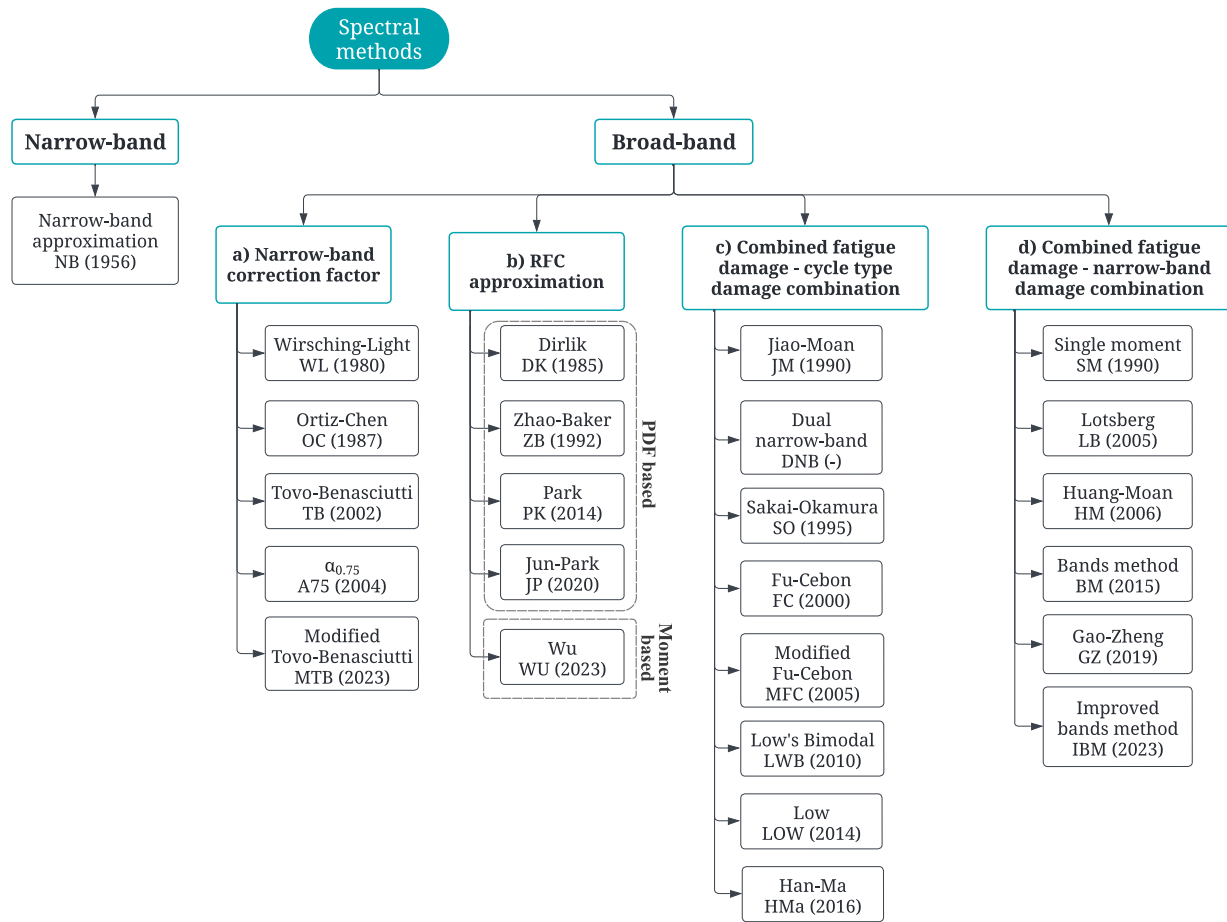 Spectral
methods
Narrow-band
Broad-band
Narrow-band
approximation
NB (1956)
a) Narrow-band
correction factor
Wirsching-Light
WL (1980)
Ortiz-Chen
OC (1987)
Tovo-Benasciutti
TB (2002)
α0.75
A75 (2004)
Modified
Tovo-Benasciutti
MTB (2023)
b) RFC
approximation
Dirlik
DK (1985)
Zhao-Baker
ZB (1992)
Park
PK (2014)
Jun-Park
JP (2020)
PDF based
Wu
WU (2023)
Moment
based
c) Combined fatigue
damage - cycle type
damage combination
Jiao-Moan
JM (1990)
Dual
narrow-band
DNB (-)
Sakai-Okamura
SO (1995)
Fu-Cebon
FC (2000)
Modified
Fu-Cebon
MFC (2005)
Low's Bimodal
LWB (2010)
Low
LOW (2014)
Han-Ma
HMa (2016)
d) Combined fatigue
damage - narrow-band
damage combination
Single moment
SM (1990)
Lotsberg
LB (2005)
Huang-Moan
HM (2006)
Bands method
BM (2015)
Gao-Zheng
GZ (2019)
Improved
bands method
IBM (2023)